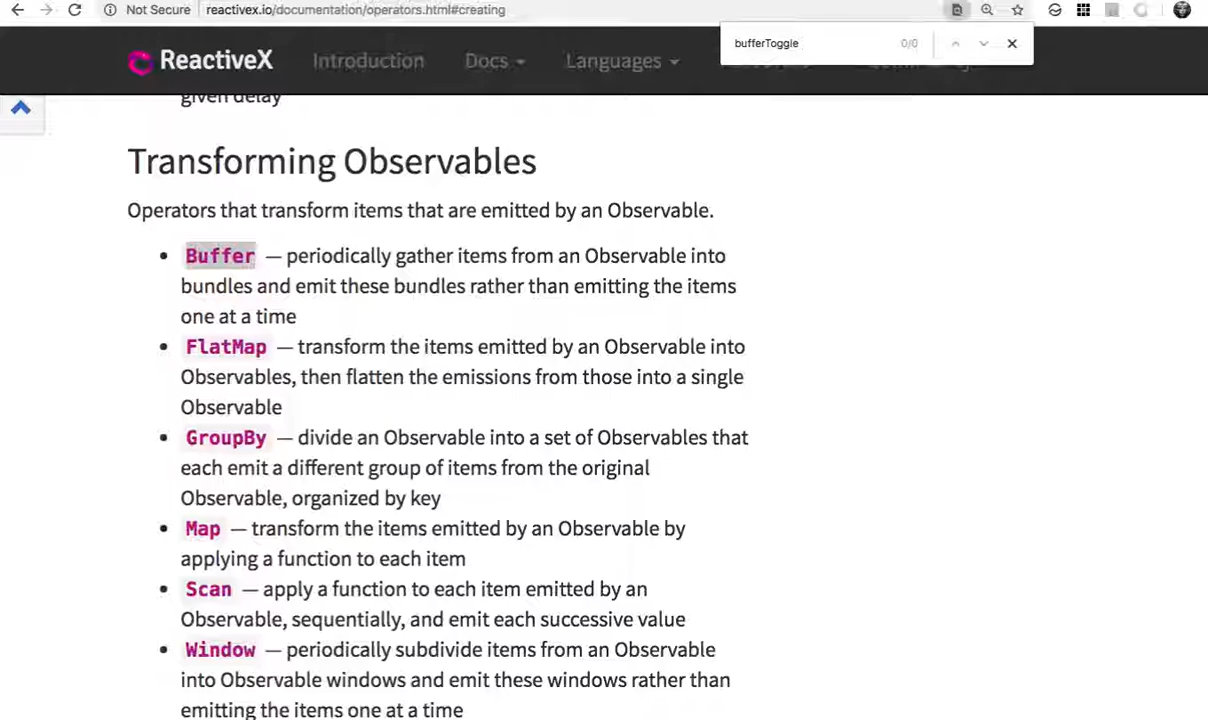 Not Secure reactivex.io/documentation/operators.html#creating
bufferToggle 0/0
ReactiveX Introduction Docs Languages
given delay
Transforming Observables
Operators that transform items that are emitted by an Observable.
• Buffer — periodically gather items from an Observable into
bundles and emit these bundles rather than emitting the items
one at a time
• FlatMap — transform the items emitted by an Observable into
Observables, then flatten the emissions from those into a single
Observable
• GroupBy — divide an Observable into a set of Observables that
each emit a different group of items from the original
Observable, organized by key
• Map — transform the items emitted by an Observable by
applying a function to each item
• Scan — apply a function to each item emitted by an
Observable, sequentially, and emit each successive value
• Window — periodically subdivide items from an Observable
into Observable windows and emit these windows rather than
emitting the items one at a time